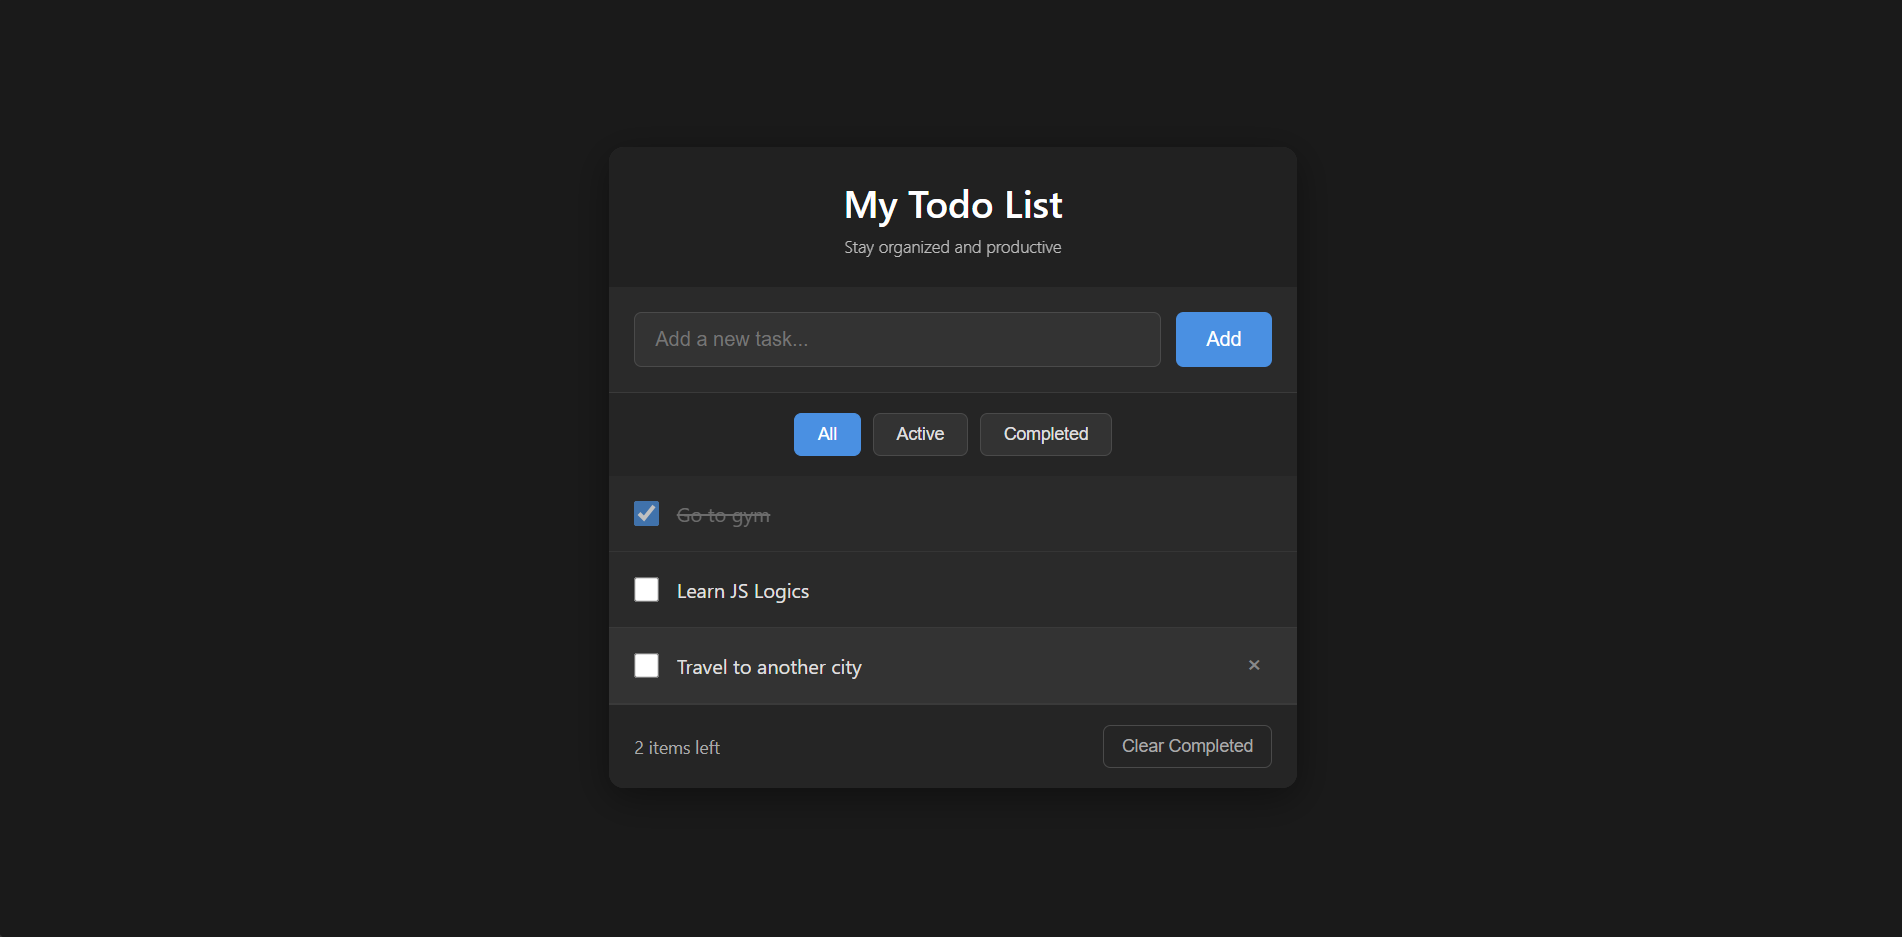 My Todo List
Stay organized and productive
Add a new task...
Add
All
Active
Completed
Go to gym
Learn JS Logics
Travel to another city
×
2 items left
Clear Completed